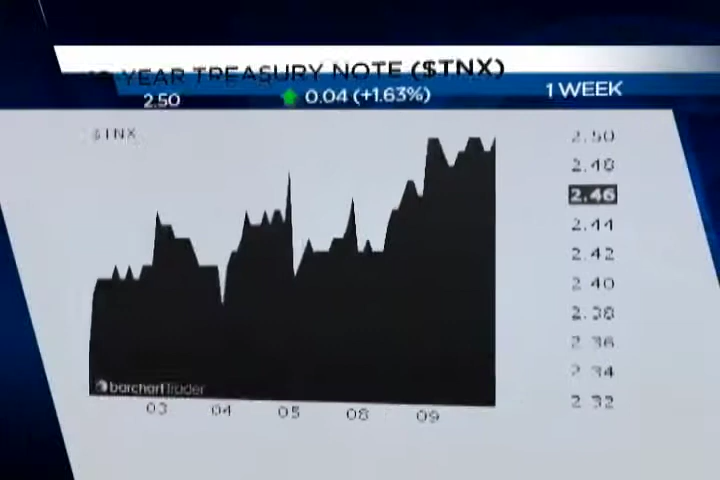 YEAR TREASURY NOTE ($TNX)
2.50 0.04 (+1.63%) 1 WEEK
$TNX
2.50
2.48
2.46
2.44
2.42
2.40
2.38
2.36
2.34
2.32
barchartTrader
03 04 05 08 09